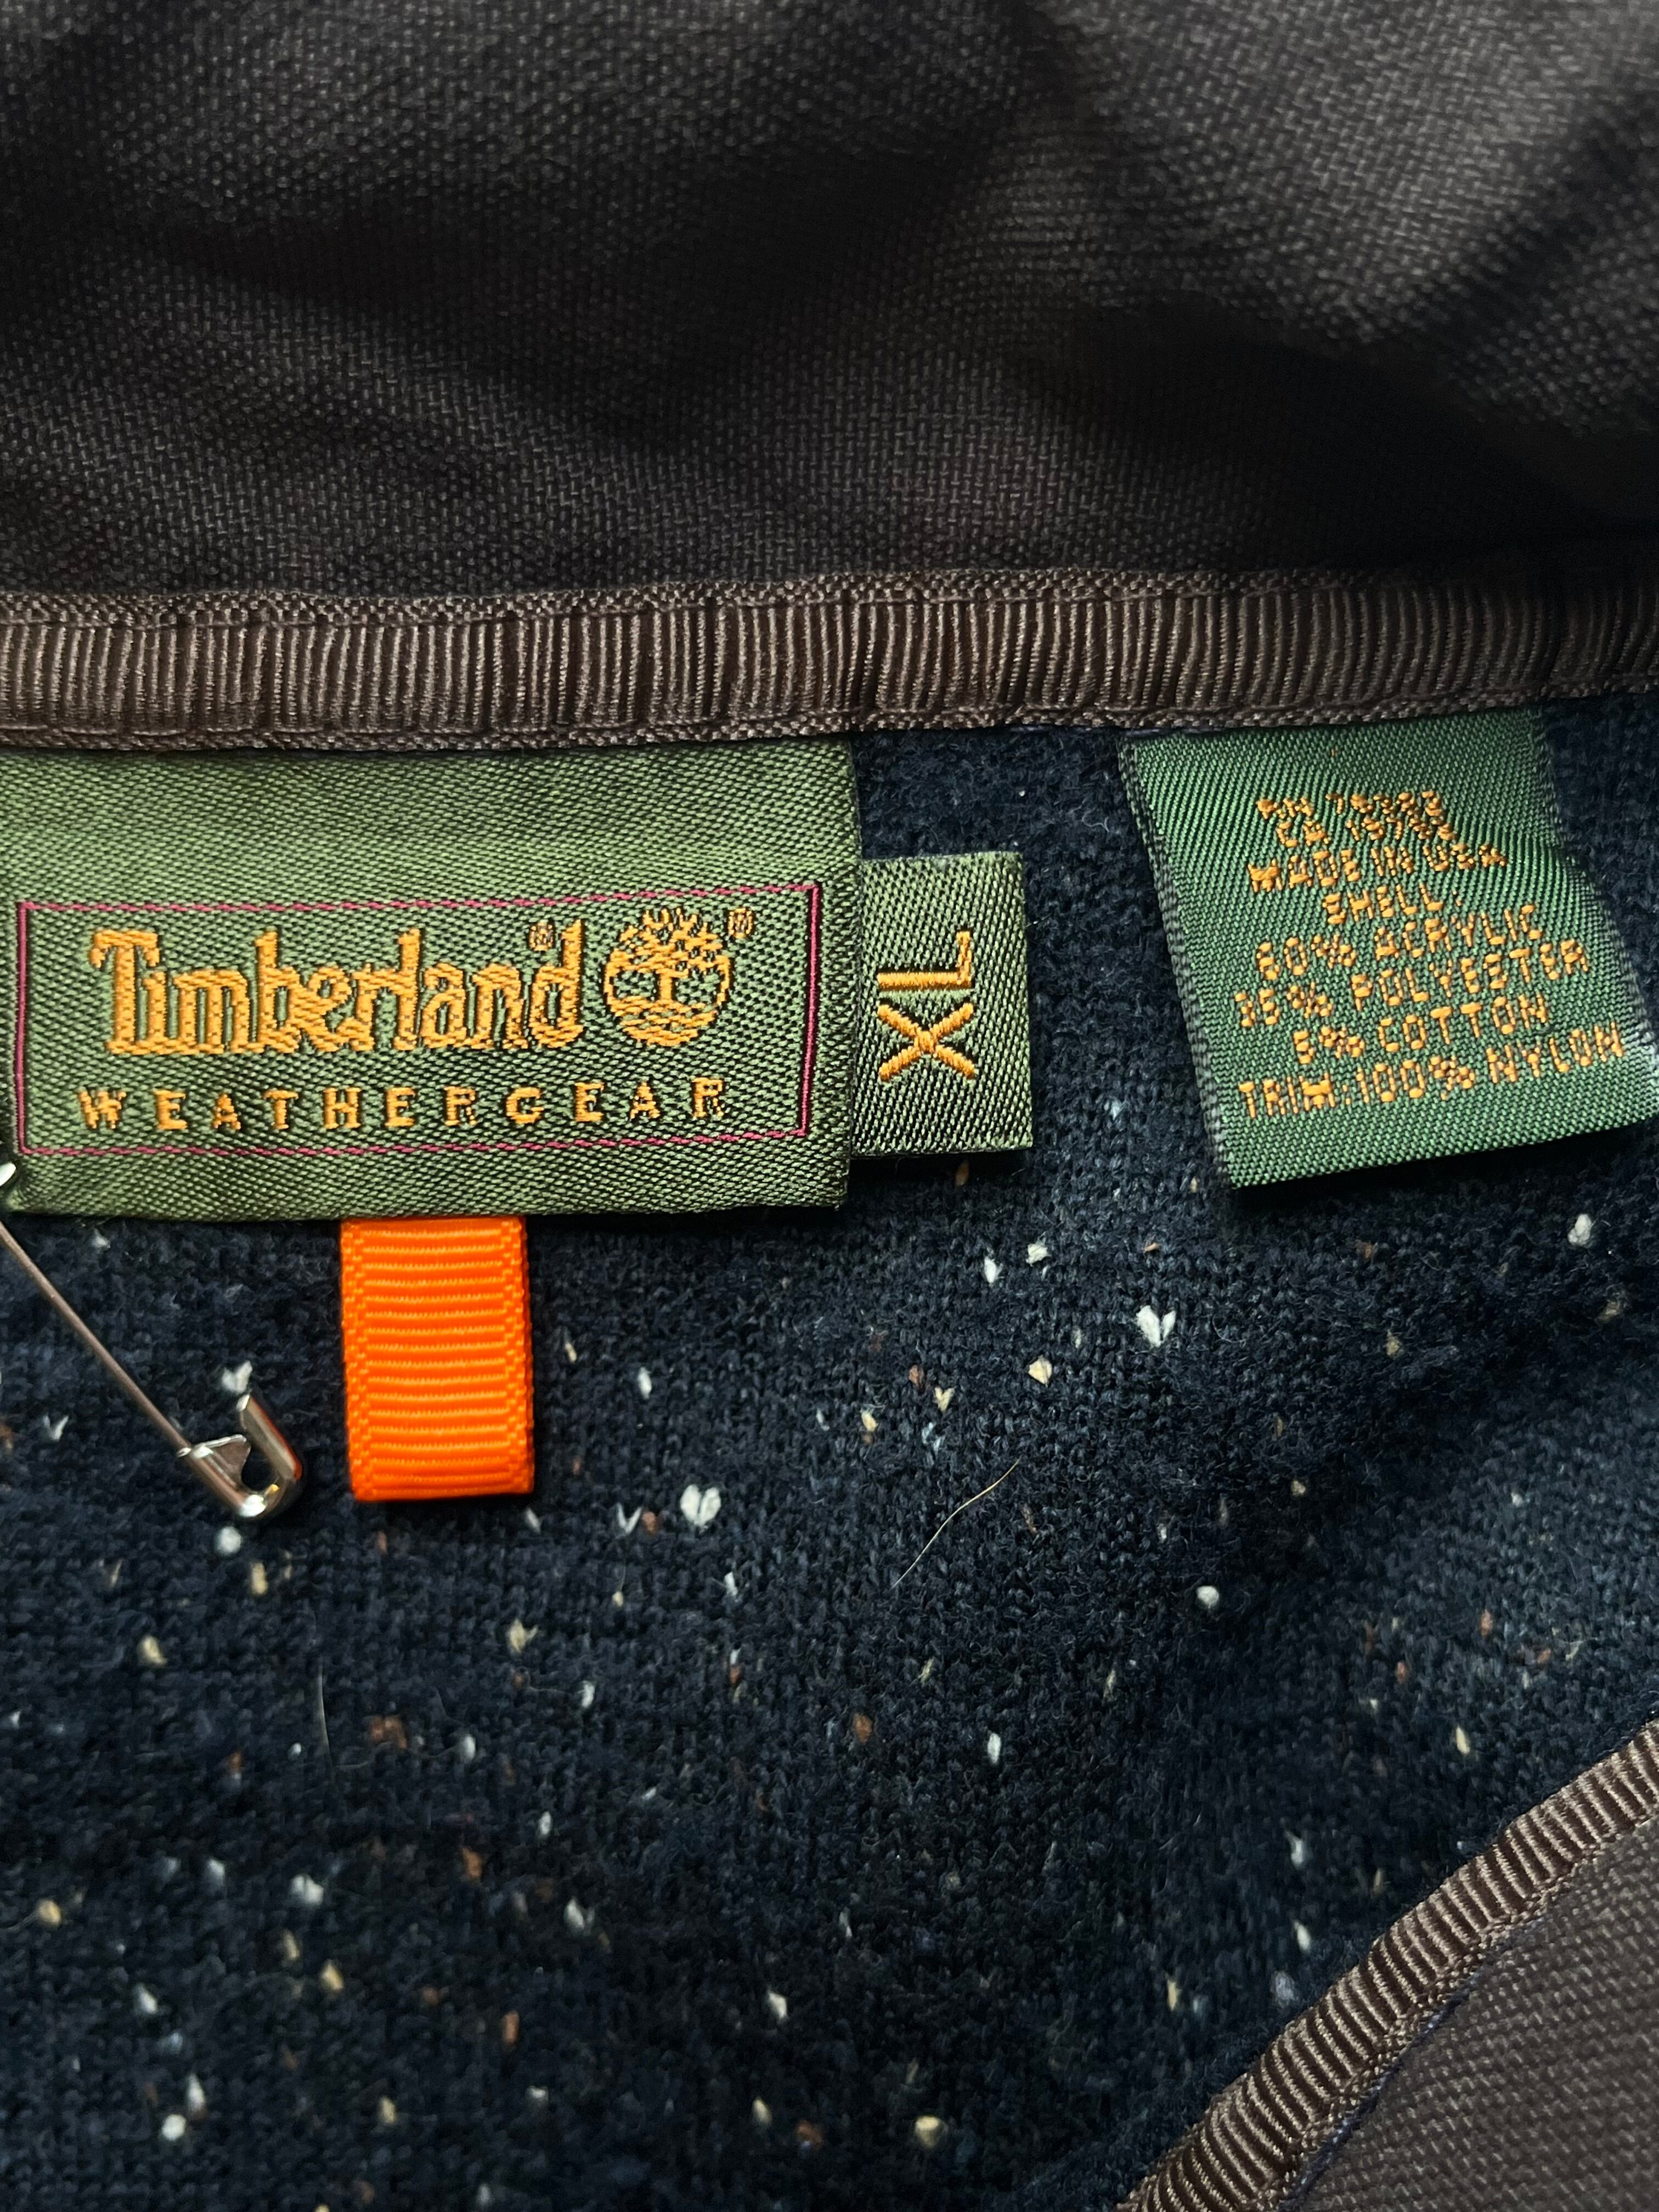 Timberland® ®
WEATHERGEAR
XL
MADE IN USA
SHELL:
60% ACRYLIC
35% POLYESTER
5% COTTON
TRIM: 100% NYLON